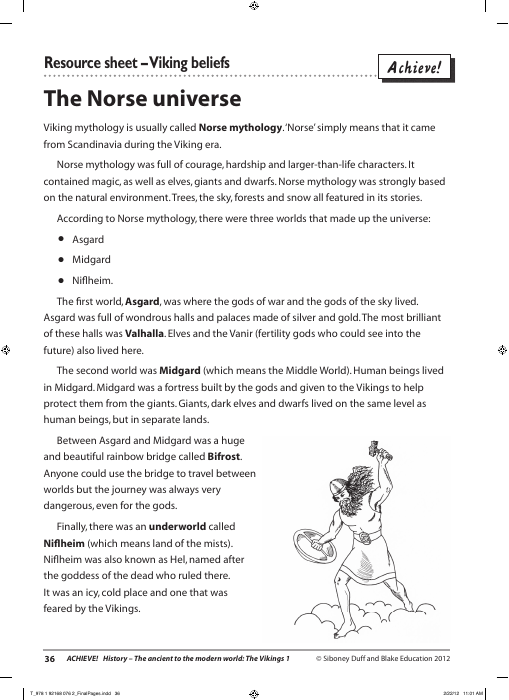 Resource sheet – Viking beliefs
Achieve!
The Norse universe
Viking mythology is usually called Norse mythology. ‘Norse’ simply means that it came
from Scandinavia during the Viking era.
Norse mythology was full of courage, hardship and larger-than-life characters. It
contained magic, as well as elves, giants and dwarfs. Norse mythology was strongly based
on the natural environment. Trees, the sky, forests and snow all featured in its stories.
According to Norse mythology, there were three worlds that made up the universe:
• Asgard
• Midgard
• Niflheim.
The first world, Asgard, was where the gods of war and the gods of the sky lived.
Asgard was full of wondrous halls and palaces made of silver and gold. The most brilliant
of these halls was Valhalla. Elves and the Vanir (fertility gods who could see into the
future) also lived here.
The second world was Midgard (which means the Middle World). Human beings lived
in Midgard. Midgard was a fortress built by the gods and given to the Vikings to help
protect them from the giants. Giants, dark elves and dwarfs lived on the same level as
human beings, but in separate lands.
Between Asgard and Midgard was a huge
and beautiful rainbow bridge called Bifrost.
Anyone could use the bridge to travel between
worlds but the journey was always very
dangerous, even for the gods.
Finally, there was an underworld called
Niflheim (which means land of the mists).
Niflheim was also known as Hel, named after
the goddess of the dead who ruled there.
It was an icy, cold place and one that was
feared by the Vikings.
36 ACHIEVE! History – The ancient to the modern world: The Vikings 1 © Siboney Duff and Blake Education 2012
36
2/22/12 11:31 AM